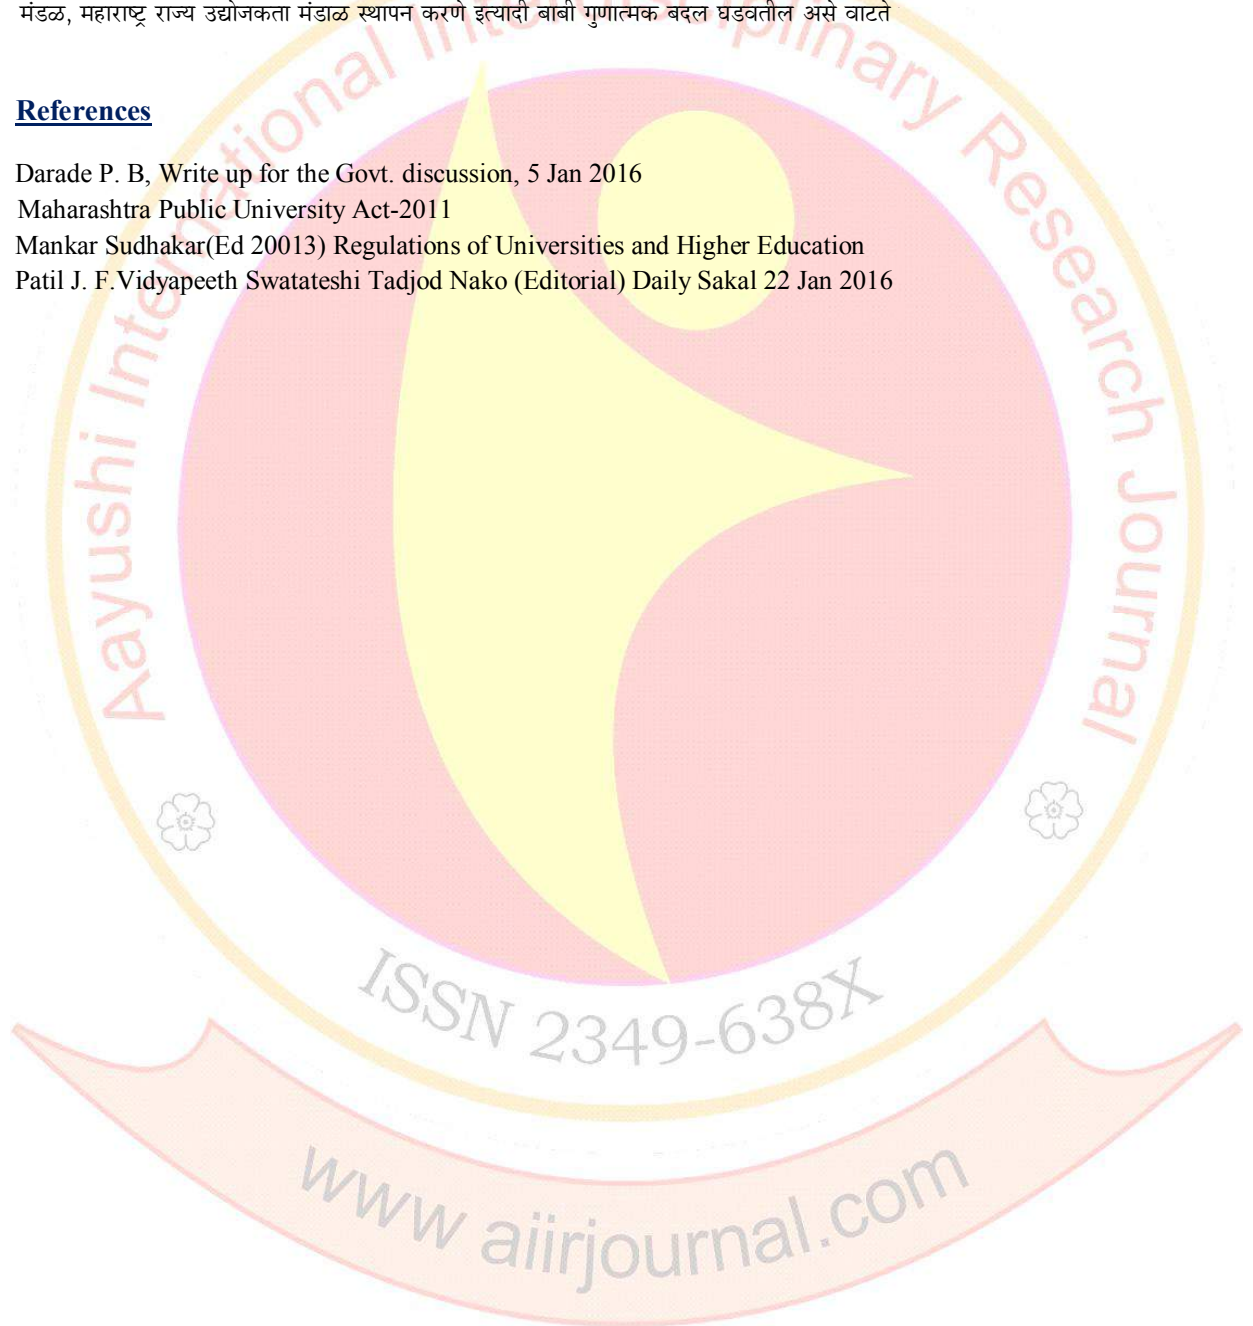 मंडळ, महाराष्ट्र राज्य उद्योजकता मंडाळ स्थापन करणे इत्यादी बाबी गुणात्मक बदल घडवतील असे वाटते
References
Darade P. B, Write up for the Govt. discussion, 5 Jan 2016
Maharashtra Public University Act-2011
Mankar Sudhakar(Ed 20013) Regulations of Universities and Higher Education
Patil J. F.Vidyapeeth Swatateshi Tadjod Nako (Editorial) Daily Sakal 22 Jan 2016
Aayushi International Interdisciplinary Research Journal
ISSN 2349-638X
www aiirjournal.com